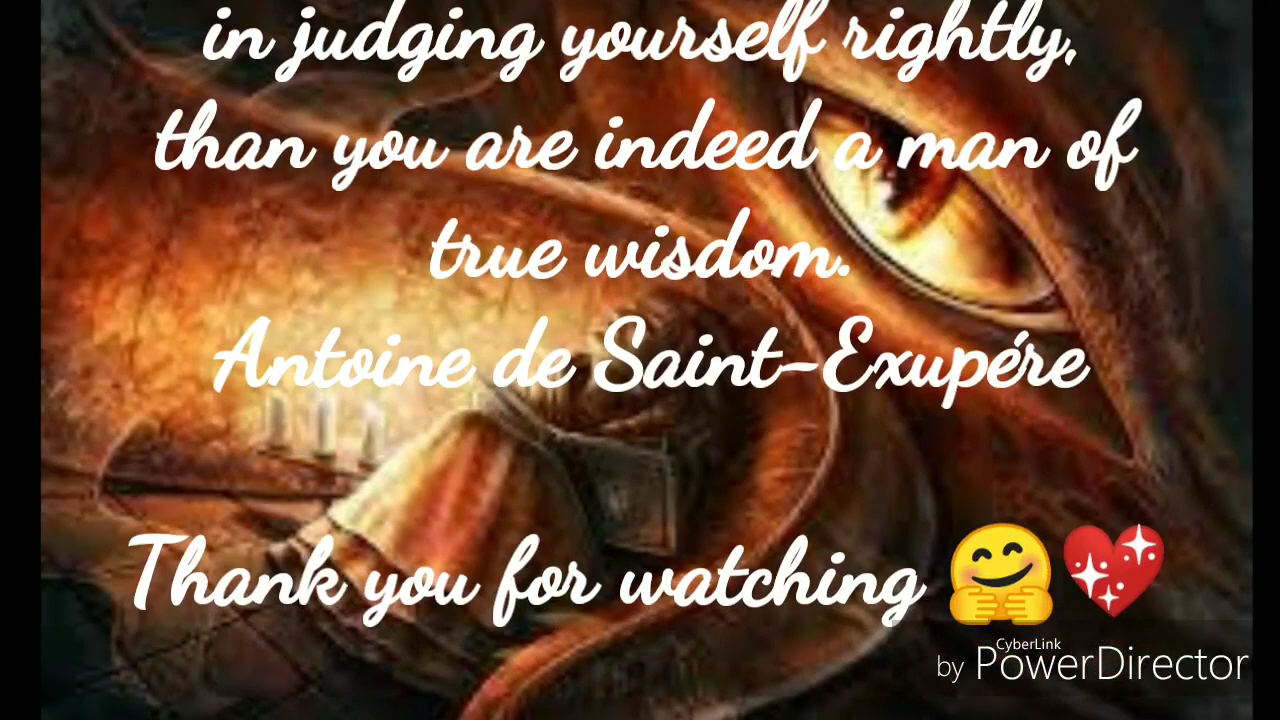 in judging yourself rightly,
than you are indeed a man of
true wisdom.
Antoine de Saint-Exupére
Thank you for watching 🤗💖
CyberLink
by PowerDirector